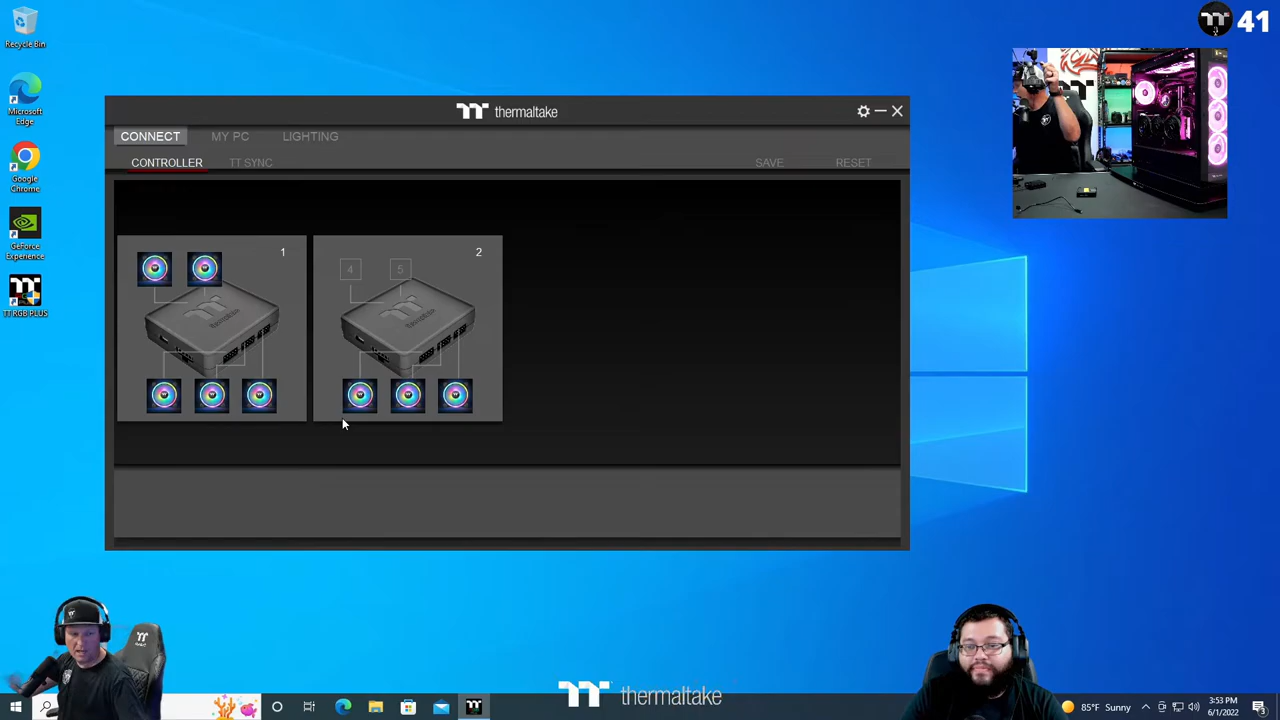 Recycle Bin
Microsoft
Edge
Google
Chrome
GeForce
Experience
TT RGB PLUS
41
thermaltake
CONNECT MY PC LIGHTING
CONTROLLER TT SYNC SAVE RESET
1
2
4 5
thermaltake
85°F Sunny
3:53 PM
6/1/2022
3